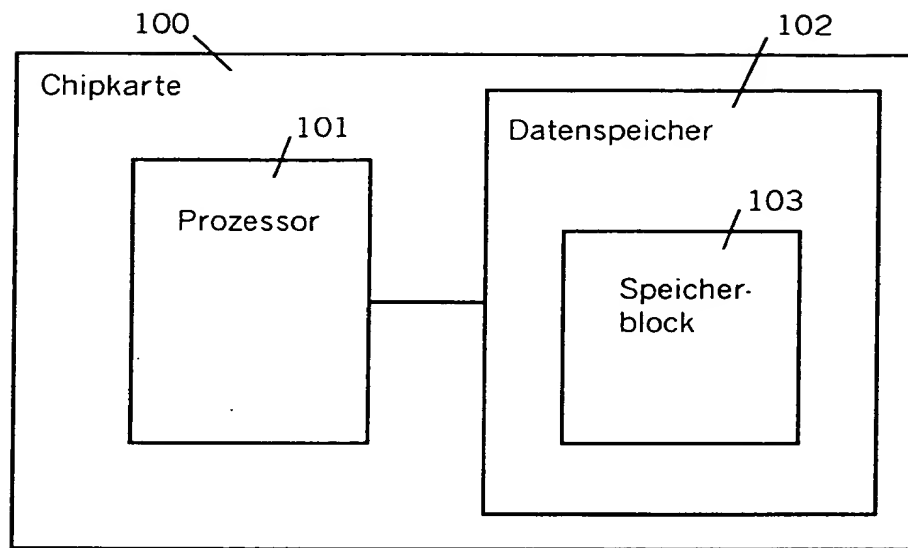 100
102
Chipkarte
101
Datenspeicher
Prozessor
103
Speicher-
block